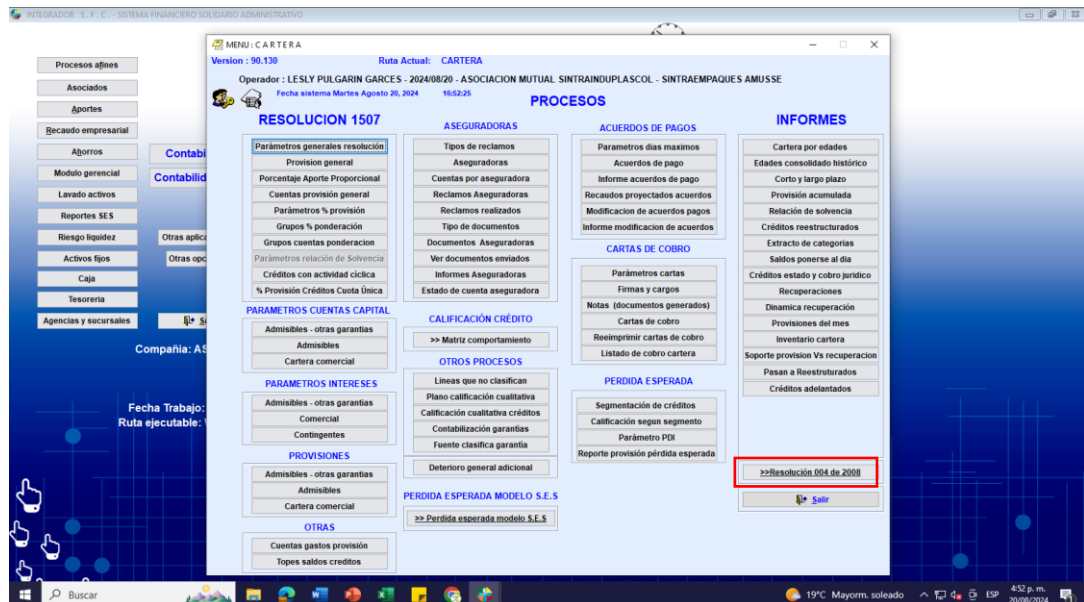 INTEGRADOR S . F . C . - SISTEMA FINANCIERO SOLIDARIO ADMINISTRATIVO
Procesos afines
Asociados
Aportes
Recaudo empresarial
Ahorros
Modulo gerencial
Lavado activos
Reportes SES
Riesgo liquidez
Activos fijos
Caja
Tesoreria
Agencias y sucursales
Contabi
Contabilid
Otras aplica
Otras opc
Sa
Compañia: AS
Fecha Trabajo:
Ruta ejecutable: \
MENU : C A R T E R A
Version : 90.130 Ruta Actual: CARTERA
Operador : LESLY PULGARIN GARCES - 2024/08/20 - ASOCIACION MUTUAL SINTRAINDUPLASCOL - SINTRAEMPAQUES AMUSSE
Fecha sistema Martes Agosto 20, 2024 16:52:25
PROCESOS
RESOLUCION 1507
Parámetros generales resolución
Provision general
Porcentaje Aporte Proporcional
Cuentas provisión general
Parámetros % provisión
Grupos % ponderación
Grupos cuentas ponderacion
Parámetros relación de Solvencia
Créditos con actividad cíclica
% Provisión Créditos Cuota Única
PARAMETROS CUENTAS CAPITAL
Admisibles - otras garantias
Admisibles
Cartera comercial
PARAMETROS INTERESES
Admisibles - otras garantias
Comercial
Contingentes
PROVISIONES
Admisibles - otras garantias
Admisibles
Cartera comercial
OTRAS
Cuentas gastos provisión
Topes saldos creditos
ASEGURADORAS
Tipos de reclamos
Aseguradoras
Cuentas por aseguradora
Reclamos Aseguradoras
Reclamos realizados
Tipo de documentos
Documentos Aseguradoras
Ver documentos enviados
Informes Aseguradoras
Estado de cuenta aseguradora
CALIFICACIÓN CRÉDITO
>> Matriz comportamiento
OTROS PROCESOS
Lineas que no clasifican
Plano calificación cualitativa
Calificación cualitativa créditos
Contabilización garantias
Fuente clasifica garantia
Deterioro general adicional
PERDIDA ESPERADA MODELO S.E.S
>> Perdida esperada modelo S.E.S
ACUERDOS DE PAGOS
Parametros dias maximos
Acuerdos de pago
Informe acuerdos de pago
Recaudos proyectados acuerdos
Modificacion de acuerdos pagos
Informe modificacion de acuerdos
CARTAS DE COBRO
Parámetros cartas
Firmas y cargos
Notas (documentos generados)
Cartas de cobro
Reeimprimir cartas de cobro
Listado de cobro cartera
PERDIDA ESPERADA
Segmentación de créditos
Calificación segun segmento
Parámetro PDI
Reporte provisión pérdida esperada
INFORMES
Cartera por edades
Edades consolidado histórico
Corto y largo plazo
Provisión acumulada
Relación de solvencia
Créditos reestructurados
Extracto de categorias
Saldos ponerse al dia
Créditos estado y cobro juridico
Recuperaciones
Dinamica recuperación
Provisiones del mes
Inventario cartera
Soporte provision Vs recuperacion
Pasan a Reestruturados
Créditos adelantados
>>Resolución 004 de 2008
Salir
Buscar
19°C Mayorm. soleado
ESP
4:52 p. m.
20/08/2024